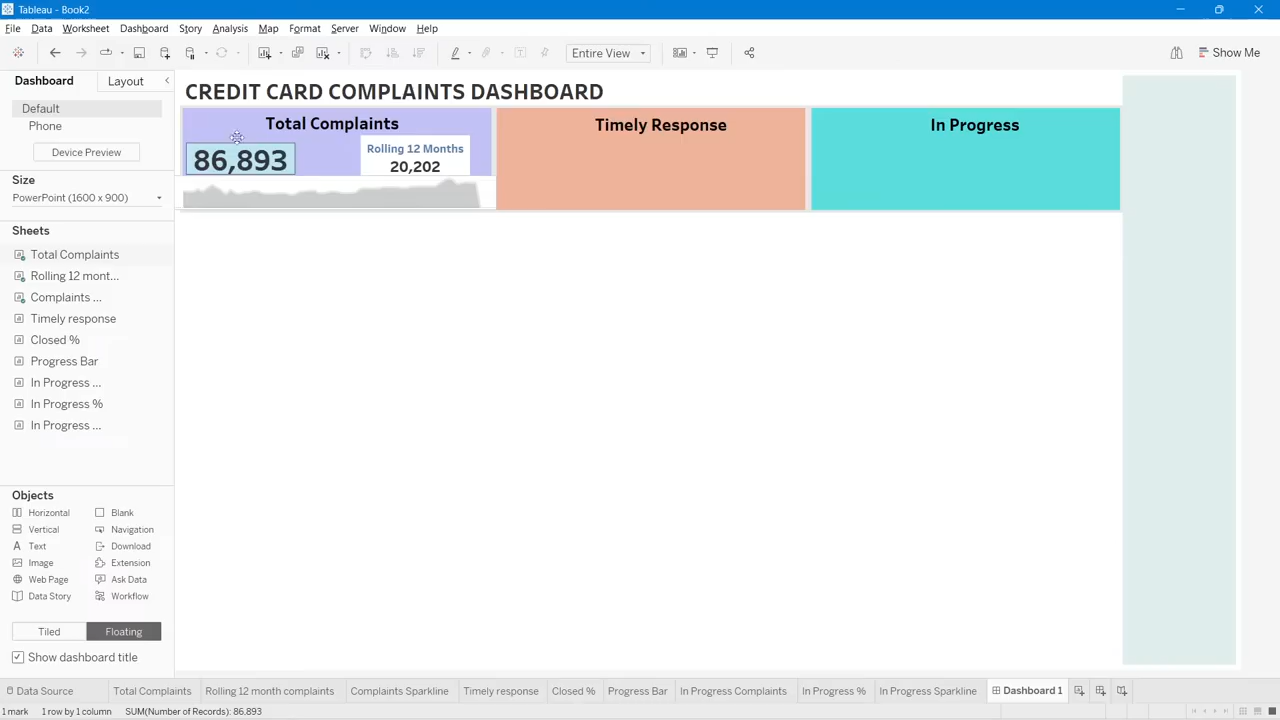 Tableau - Book2
File Data Worksheet Dashboard Story Analysis Map Format Server Window Help
Entire View
Show Me
Dashboard
Layout
Default
Phone
Device Preview
Size
PowerPoint (1600 x 900)
Sheets
Total Complaints
Rolling 12 mont...
Complaints ...
Timely response
Closed %
Progress Bar
In Progress ...
In Progress %
In Progress ...
Objects
Horizontal Blank
Vertical Navigation
Text Download
Image Extension
Web Page Ask Data
Data Story Workflow
Tiled Floating
Show dashboard title
CREDIT CARD COMPLAINTS DASHBOARD
Total Complaints
86,893
Rolling 12 Months
20,202
Timely Response
In Progress
Data Source Total Complaints Rolling 12 month complaints Complaints Sparkline Timely response Closed % Progress Bar In Progress Complaints In Progress % In Progress Sparkline Dashboard 1
1 mark 1 row by 1 column SUM(Number of Records): 86,893